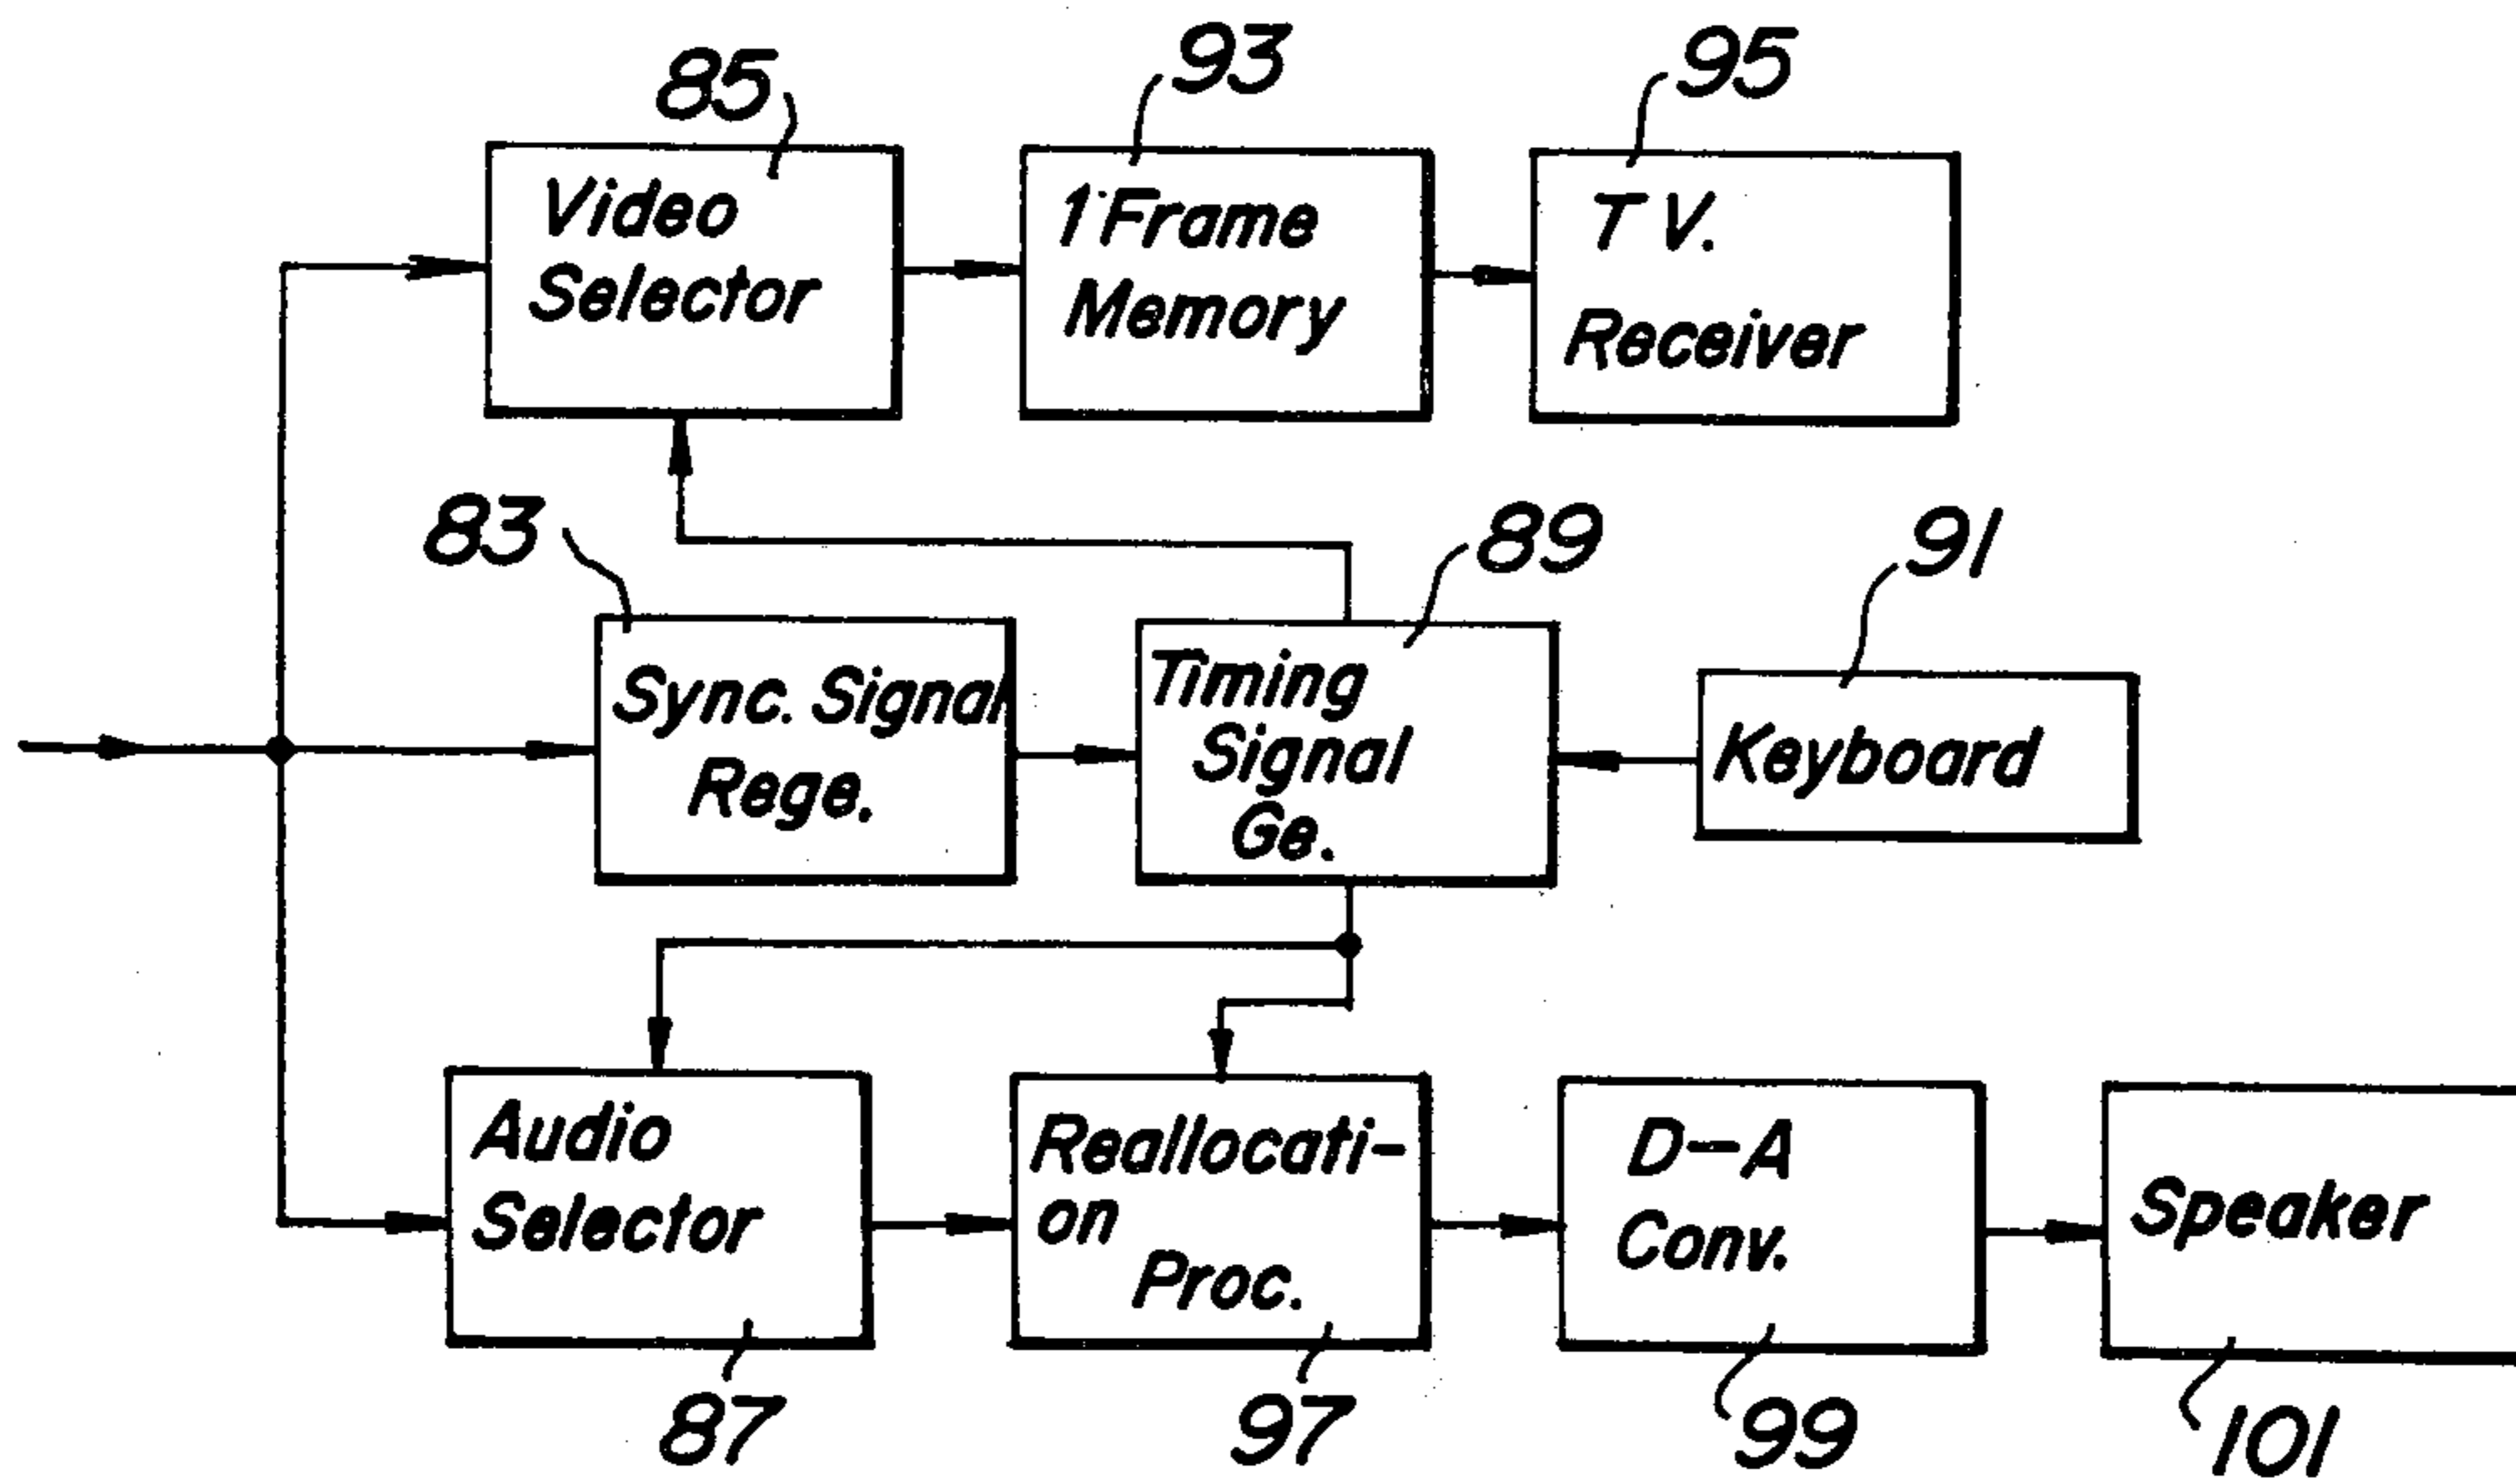 85
93
95
Video
Selector
1 Frame
Memory
T V.
Receiver
83
89
91
Sync. Signal
Rege.
Timing
Signal
Ge.
Keyboard
Audio
Selector
Reallocati-
on
Proc.
D-A
Conv.
Speaker
87
97
99
101